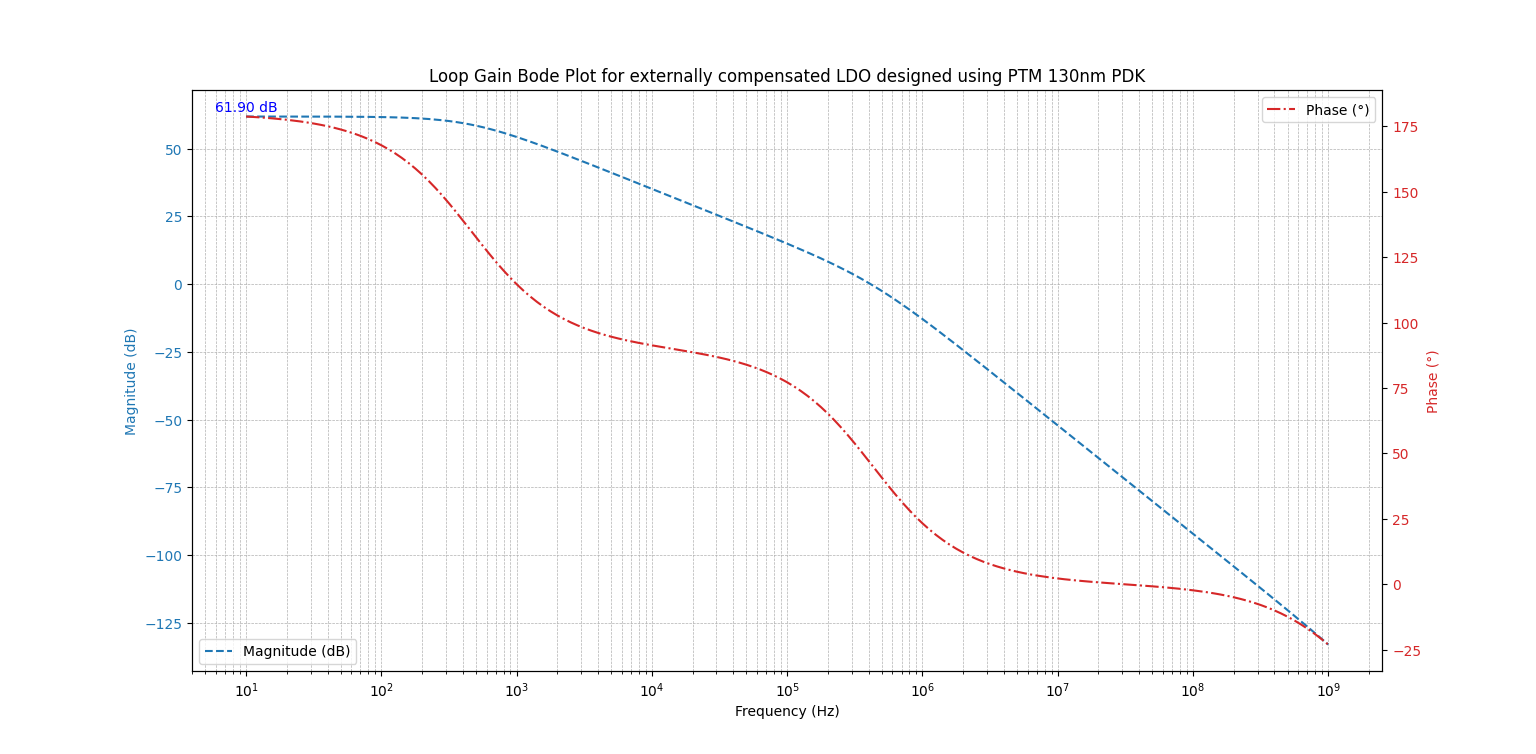 Loop Gain Bode Plot for externally compensated LDO designed using PTM 130nm PDK
61.90 dB
Phase (°)
50
25
0
−25
−50
−75
−100
−125
Magnitude (dB)
175
150
125
100
75
50
25
0
−25
Phase (°)
Magnitude (dB)
10¹ 10² 10³ 10⁴ 10⁵ 10⁶ 10⁷ 10⁸ 10⁹
Frequency (Hz)